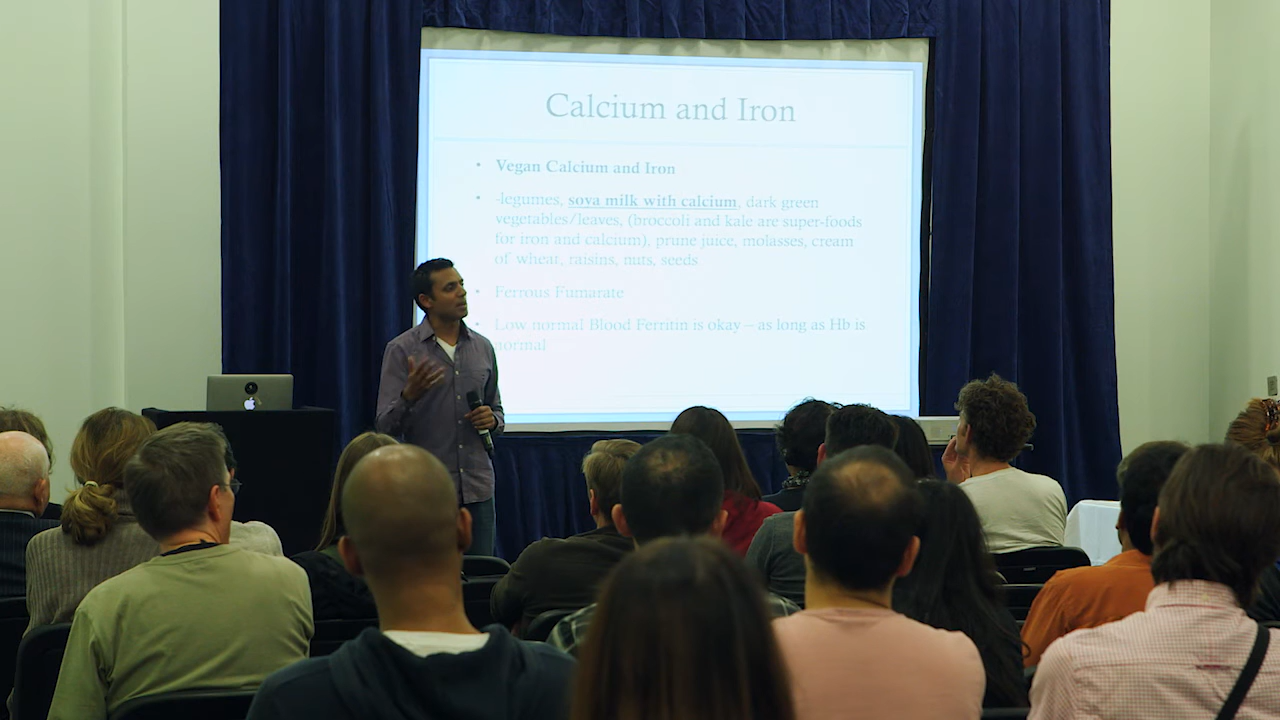 Calcium and Iron
• Vegan Calcium and Iron
• -legumes, soya milk with calcium, dark green
vegetables/leaves, (broccoli and kale are super-foods
for iron and calcium), prune juice, molasses, cream
of wheat, raisins, nuts, seeds
• Ferrous Fumarate
• Low normal Blood Ferritin is okay – as long as Hb is
normal